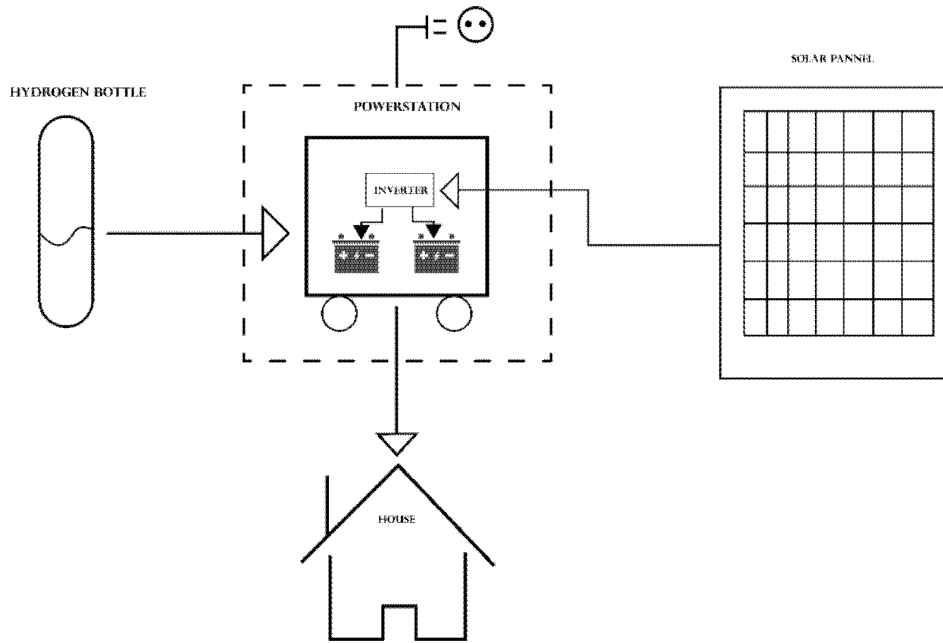 SOLAR PANNEL
HYDROGEN BOTTLE
POWERSTATION
INVERTER
HOUSE